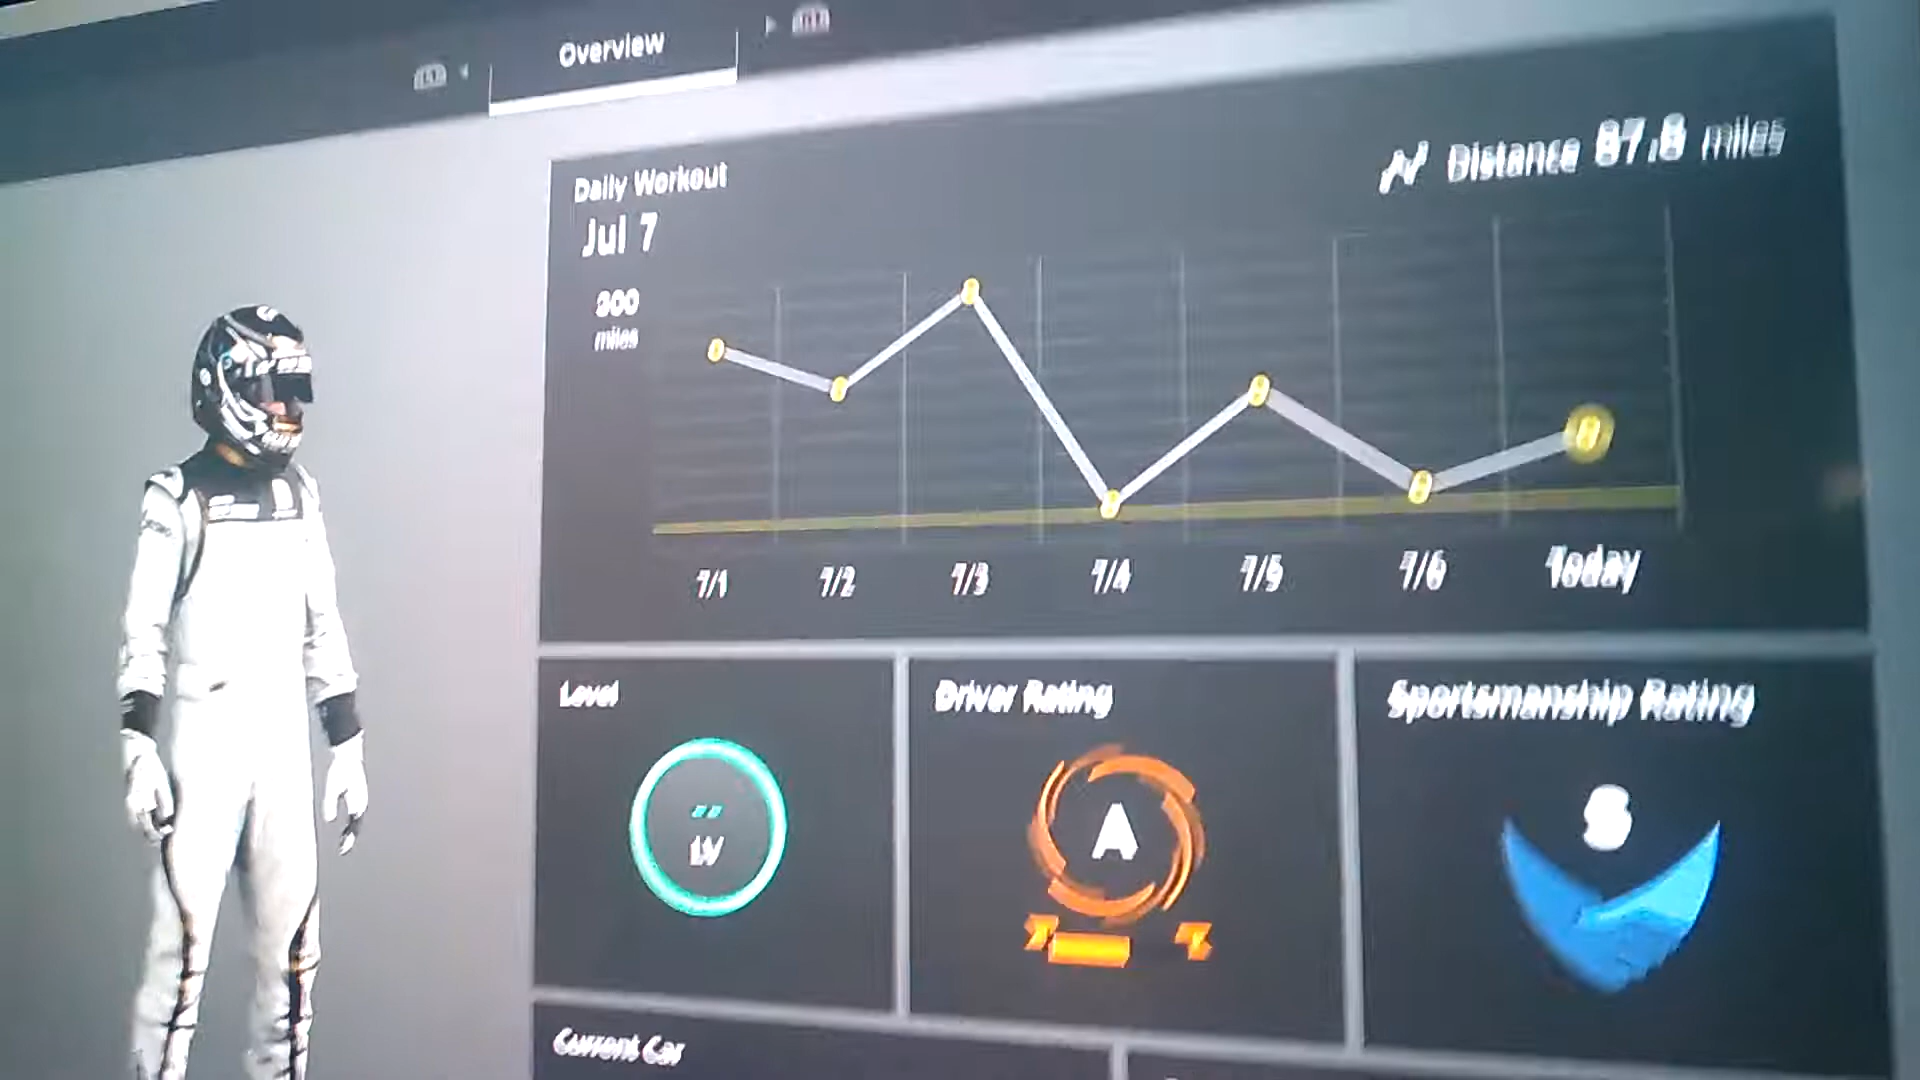 Overview
Daily Workout
Jul 7
Distance 87.8 miles
miles
7/1 7/2 7/3 7/4 7/5 7/6 Today
Level
Driver Rating
Sportsmanship Rating
--
LV
A
S
Current Car